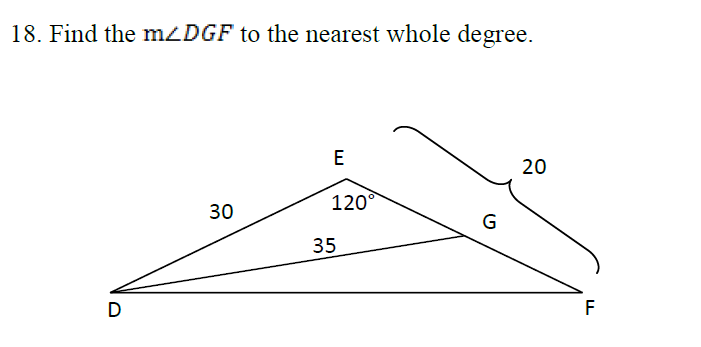 18. Find the m∠DGF to the nearest whole degree.
E
20
120°
30
G
35
D
F